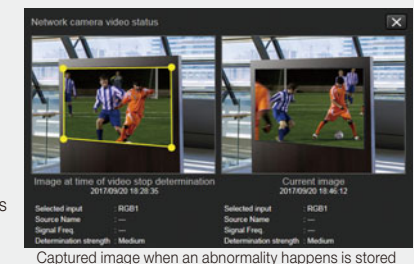 Network camera video status
Image at time of video stop determination
2017/09/20 18:28:35
Selected input : RGB1
Source Name : ---
Signal Freq. : ---
Determination strength : Medium
Current image
2017/09/20 18:46:12
Selected input : RGB1
Source Name : ---
Signal Freq. : ---
Determination strength : Medium
s
Captured image when an abnormality happens is stored